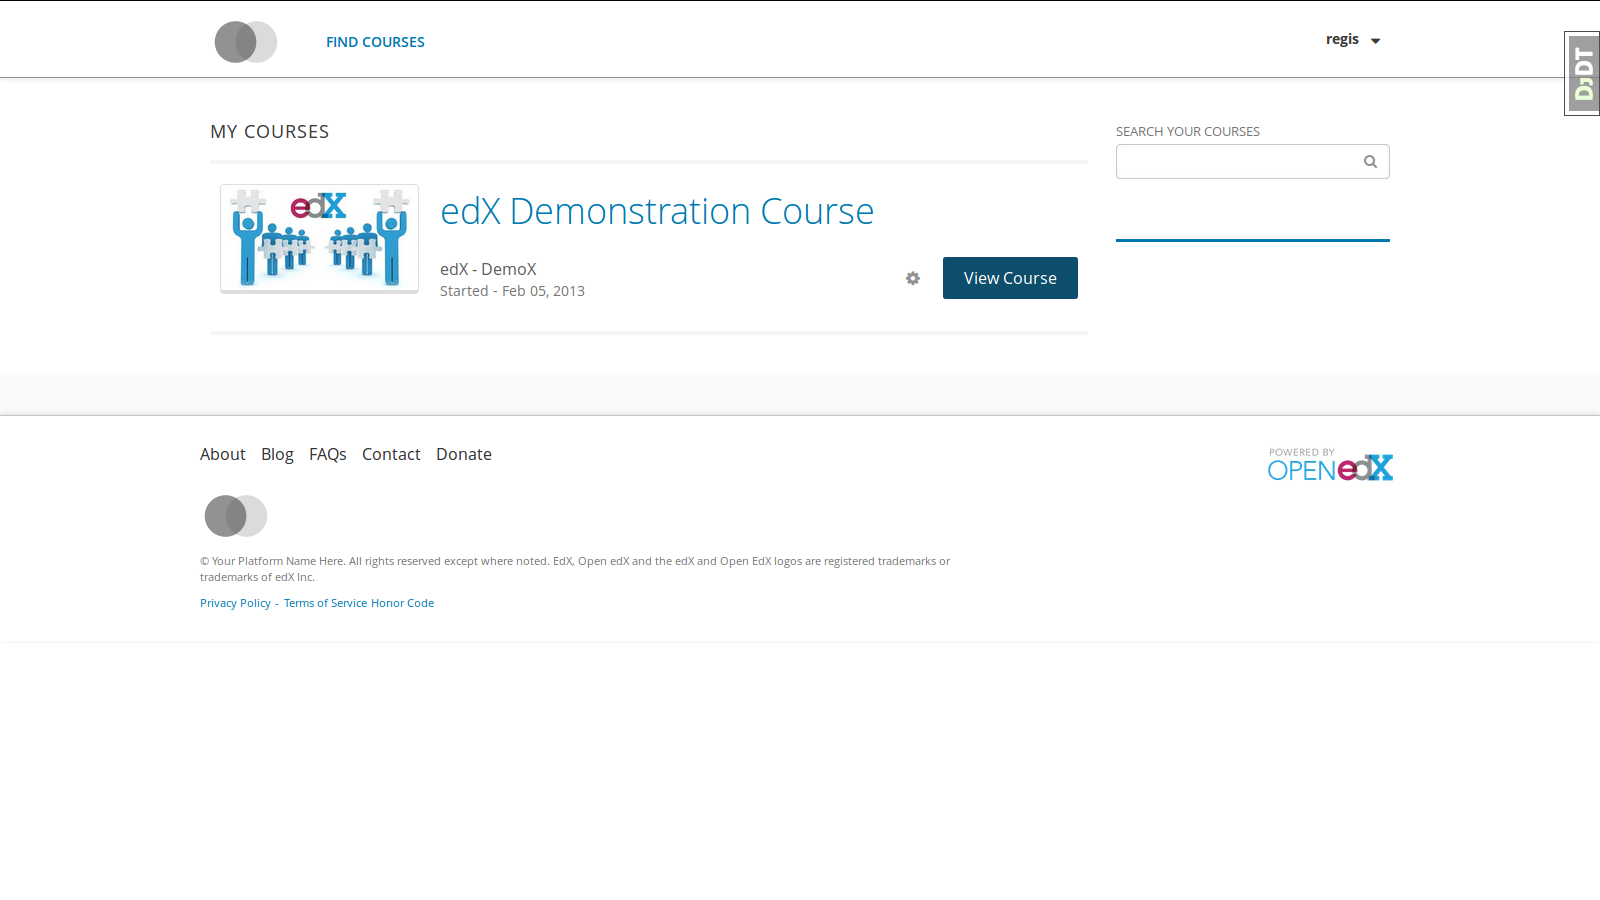 FIND COURSES
regis
DJDT
MY COURSES
SEARCH YOUR COURSES
edX
edX Demonstration Course
edX - DemoX
Started - Feb 05, 2013
View Course
About Blog FAQs Contact Donate
POWERED BY
OPEN edX
© Your Platform Name Here. All rights reserved except where noted. EdX, Open edX and the edX and Open EdX logos are registered trademarks or
trademarks of edX Inc.
Privacy Policy - Terms of Service Honor Code